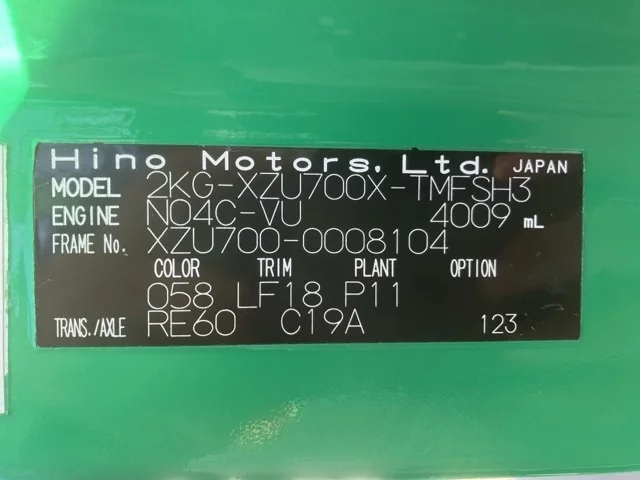 Hino Motors, Ltd. JAPAN
MODEL 2KG-XZU700X-TMFSH3
ENGINE N04C-VU 4009 mL
FRAME No. XZU700-0008104
COLOR TRIM PLANT OPTION
058 LF18 P11
TRANS./AXLE RE60 C19A 123